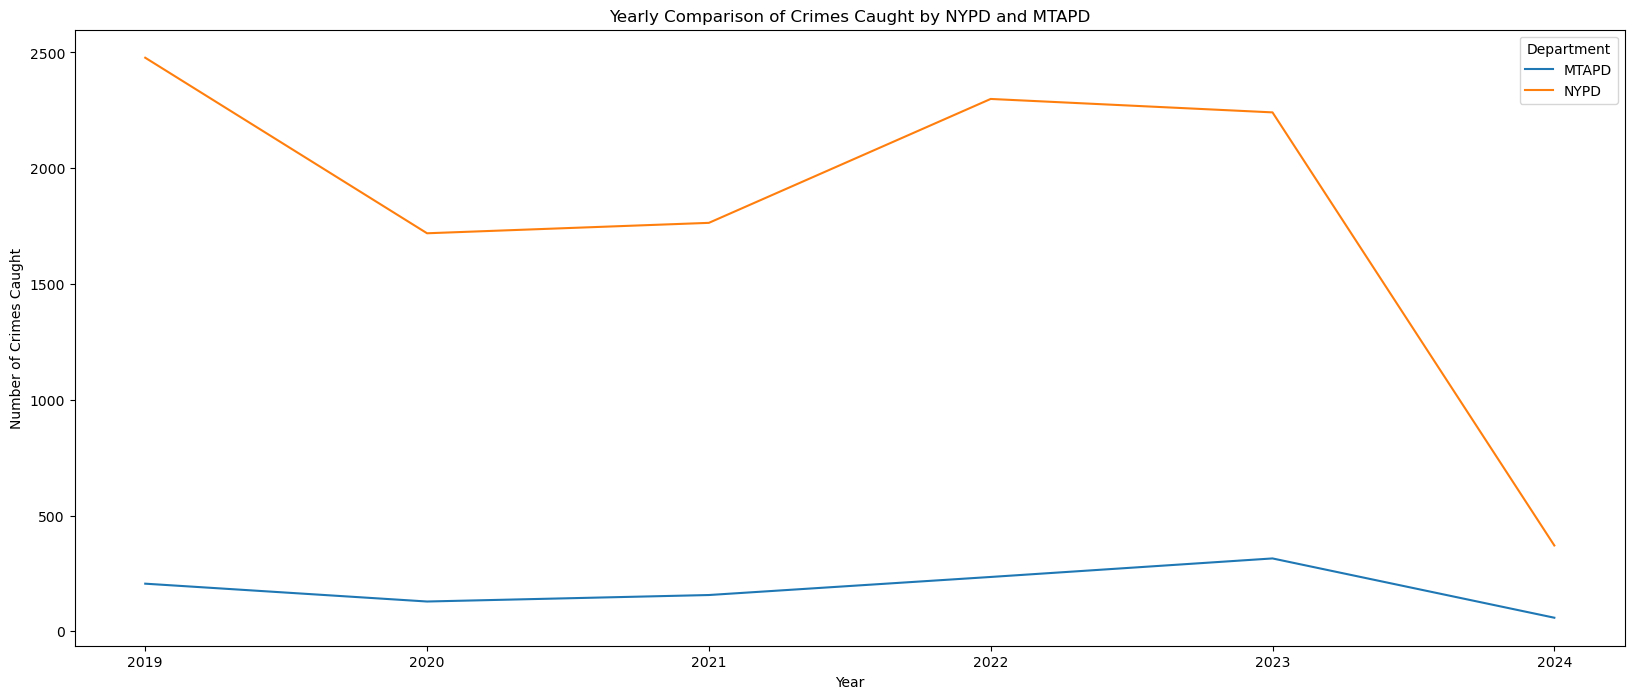 Yearly Comparison of Crimes Caught by NYPD and MTAPD
Department
MTAPD
NYPD
Number of Crimes Caught
2500
2000
1500
1000
500
0
2019 2020 2021 2022 2023 2024
Year